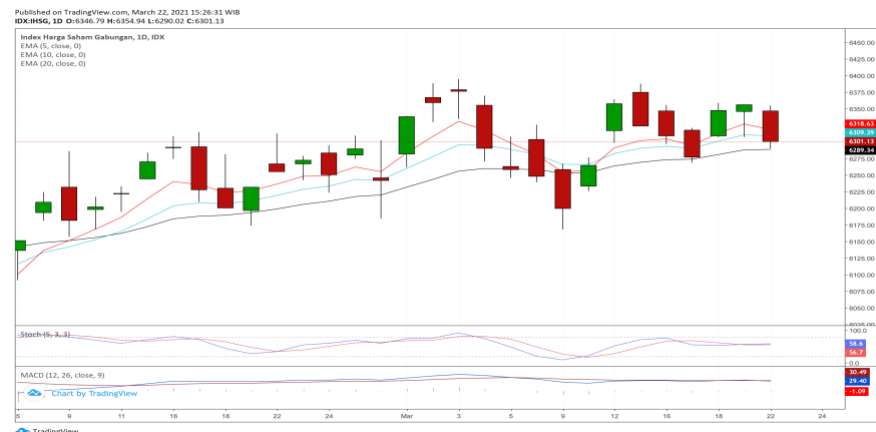 Published on TradingView.com, March 22, 2021 15:26:31 WIB
IDX:IHSG, 1D O:6346.79 H:6354.94 L:6290.02 C:6301.13
Index Harga Saham Gabungan, 1D, IDX
EMA (5, close, 0)
EMA (10, close, 0)
EMA (20, close, 0)
6450.00
6425.00
6400.00
6375.00
6350.00
6318.63
6309.39
6301.13
6289.34
6275.00
6250.00
6225.00
6200.00
6175.00
6150.00
6125.00
6100.00
6075.00
6050.00
6025.00
Stoch (5, 3, 3)
100.0
58.6
56.7
0.0
MACD (12, 26, close, 9)
30.49
29.40
-1.09
Chart by TradingView
5 9 11 16 18 22 24 Mar 3 5 9 12 16 18 22 24
TradingView